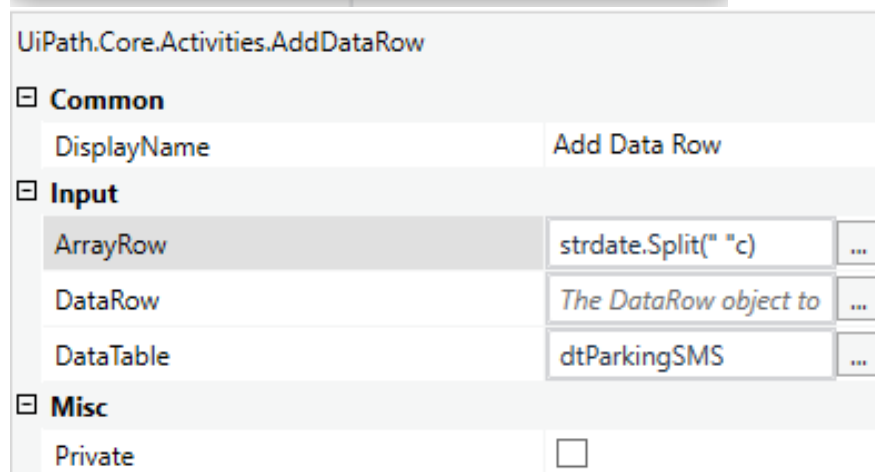 UiPath.Core.Activities.AddDataRow
Common
DisplayName Add Data Row
Input
ArrayRow strdate.Split(" "c) ...
DataRow The DataRow object to ...
DataTable dtParkingSMS ...
Misc
Private